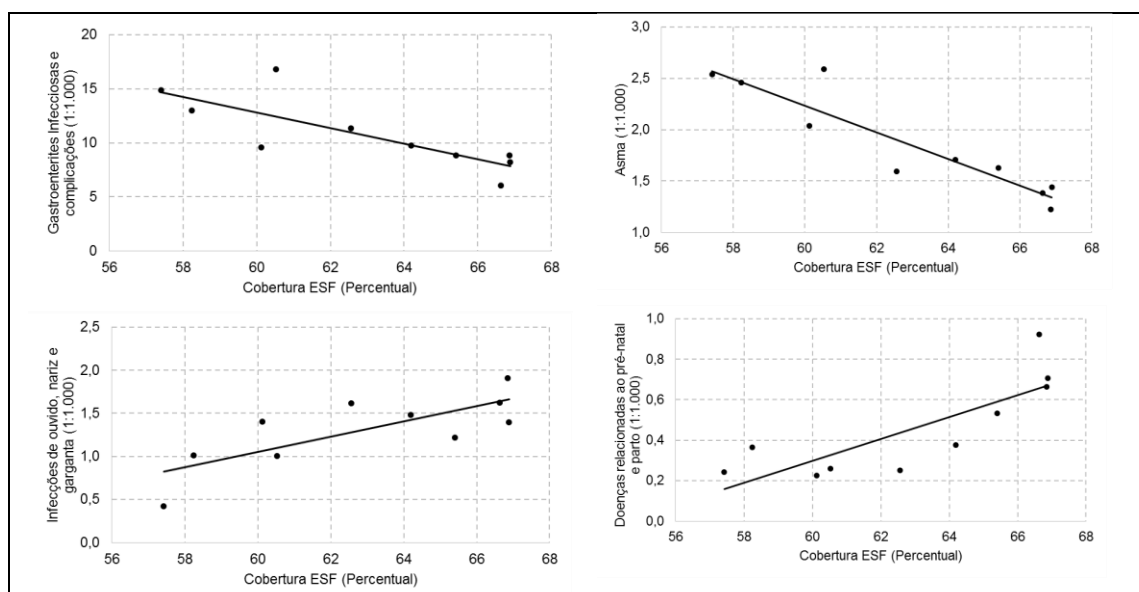 Gastroenterites Infecciosas e
complicações (1:1.000)
20
15
10
5
0
56 58 60 62 64 66 68
Cobertura ESF (Percentual)
Asma (1:1.000)
3,0
2,5
2,0
1,5
1,0
56 58 60 62 64 66 68
Cobertura ESF (Percentual)
Infecções de ouvido, nariz e
garganta (1:1.000)
2,5
2,0
1,5
1,0
0,5
0,0
56 58 60 62 64 66 68
Cobertura ESF (Percentual)
Doenças relacionadas ao pré-natal
e parto (1:1.000)
1,0
0,8
0,6
0,4
0,2
0,0
56 58 60 62 64 66 68
Cobertura ESF (Percentual)